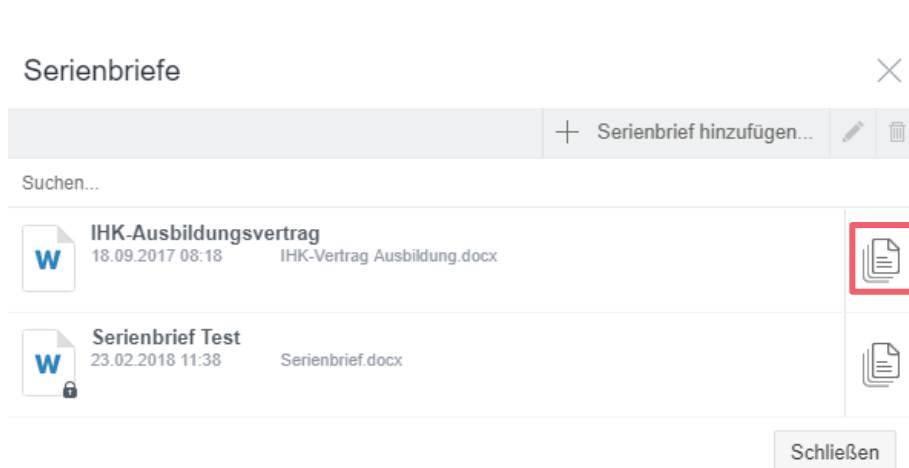 Serienbriefe
Serienbrief hinzufügen...
Suchen...
W
IHK-Ausbildungsvertrag
18.09.2017 08:18 IHK-Vertrag Ausbildung.docx
W
Serienbrief Test
23.02.2018 11:38 Serienbrief.docx
Schließen